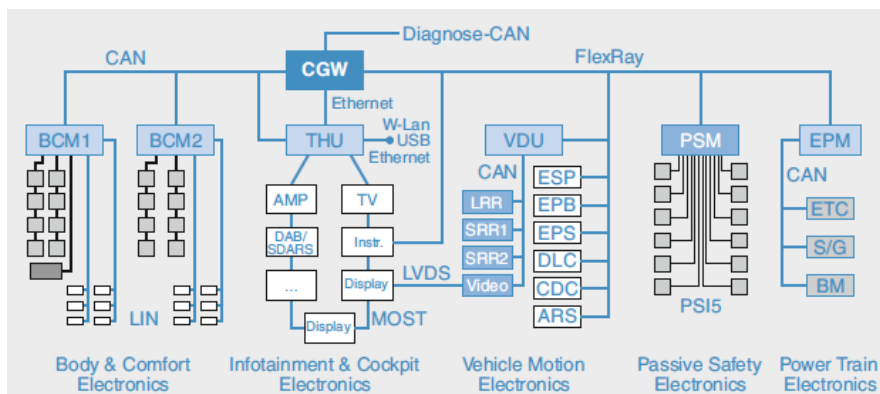 Diagnose-CAN
CAN
CGW
FlexRay
Ethernet
BCM1
BCM2
THU
W-Lan
USB
Ethernet
VDU
PSM
EPM
CAN
CAN
AMP
TV
LRR
ESP
ETC
DAB/
SDARS
Instr.
SRR1
EPB
S/G
...
Display
LVDS
SRR2
EPS
BM
Video
DLC
LIN
Display
MOST
CDC
ARS
PSI5
Body & Comfort
Electronics
Infotainment & Cockpit
Electronics
Vehicle Motion
Electronics
Passive Safety
Electronics
Power Train
Electronics